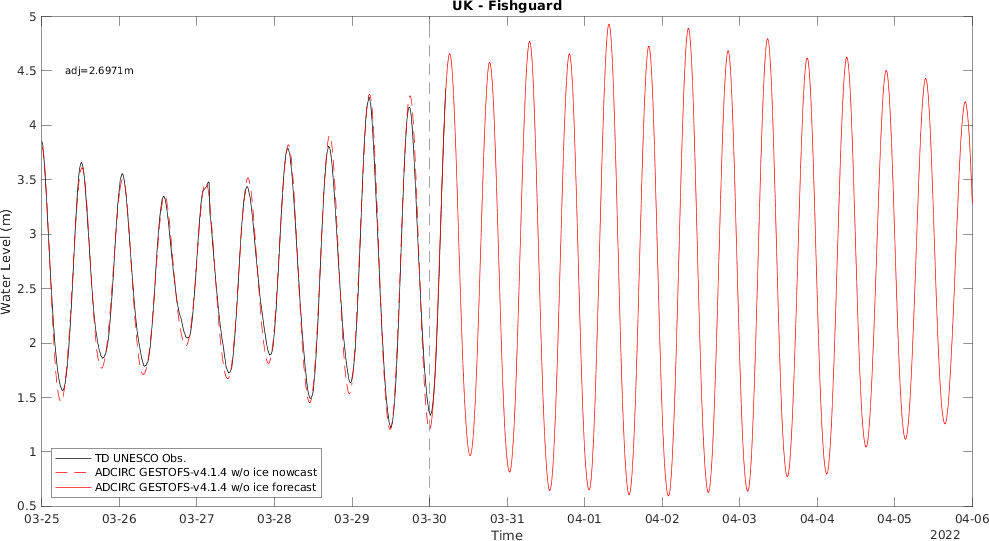 UK - Fishguard
adj=2.6971m
Water Level (m)
5
4.5
4
3.5
3
2.5
2
1.5
1
0.5
TD UNESCO Obs.
ADCIRC GESTOFS-v4.1.4 w/o ice nowcast
ADCIRC GESTOFS-v4.1.4 w/o ice forecast
03-25 03-26 03-27 03-28 03-29 03-30 03-31 04-01 04-02 04-03 04-04 04-05 04-06
Time
2022